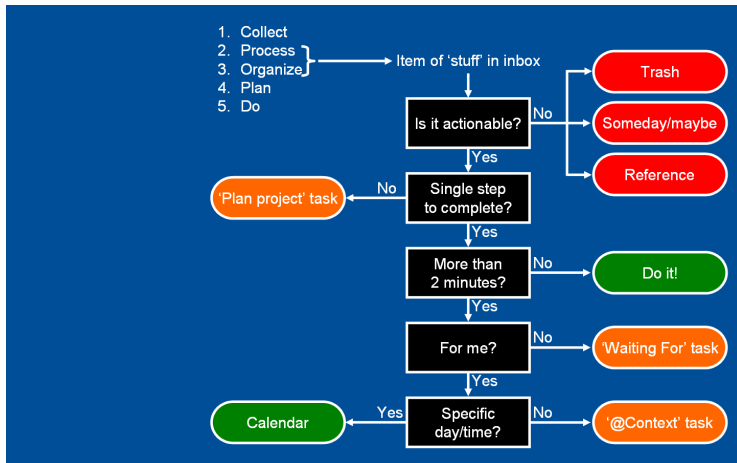 1. Collect
2. Process
3. Organize
4. Plan
5. Do
Item of ‘stuff’ in inbox
Is it actionable?
No
Trash
Someday/maybe
Reference
Yes
Single step
to complete?
No
‘Plan project’ task
Yes
More than
2 minutes?
No
Do it!
Yes
For me?
No
‘Waiting For’ task
Yes
Specific
day/time?
Yes
Calendar
No
‘@Context’ task